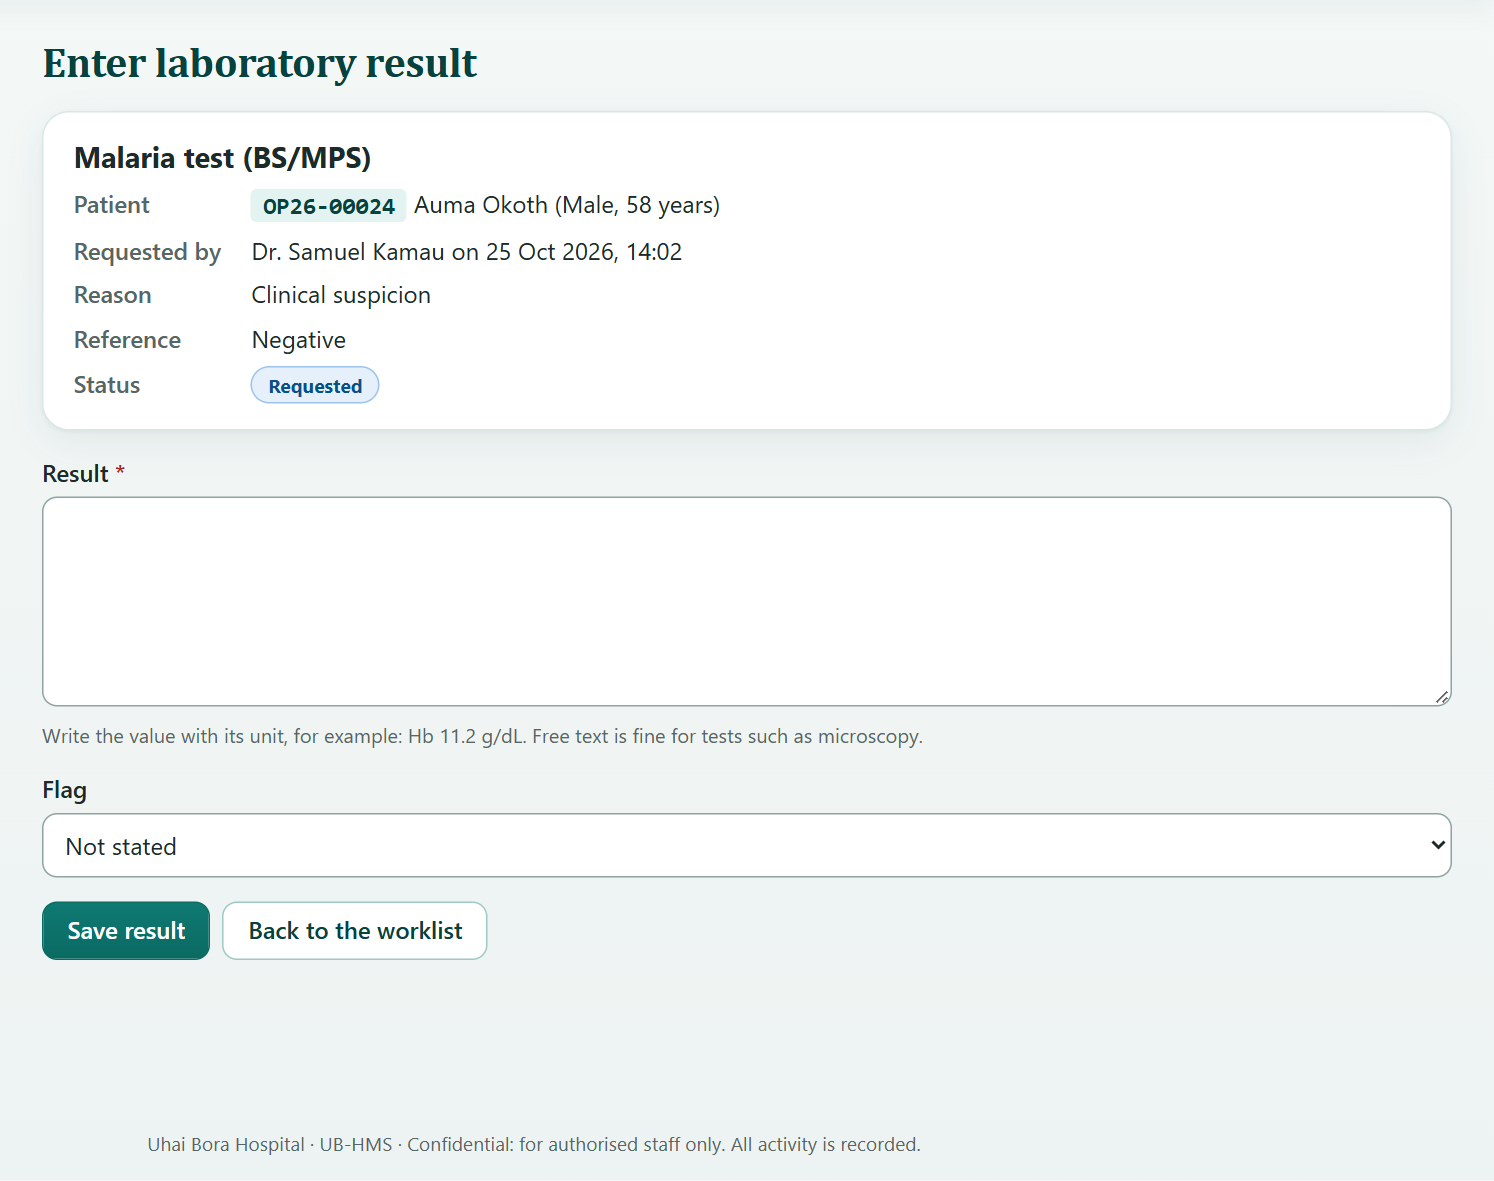 Enter laboratory result
Malaria test (BS/MPS)
Patient OP26-00024 Auma Okoth (Male, 58 years)
Requested by Dr. Samuel Kamau on 25 Oct 2026, 14:02
Reason Clinical suspicion
Reference Negative
Status Requested
Result *
Write the value with its unit, for example: Hb 11.2 g/dL. Free text is fine for tests such as microscopy.
Flag
Not stated
Save result Back to the worklist
Uhai Bora Hospital · UB-HMS · Confidential: for authorised staff only. All activity is recorded.